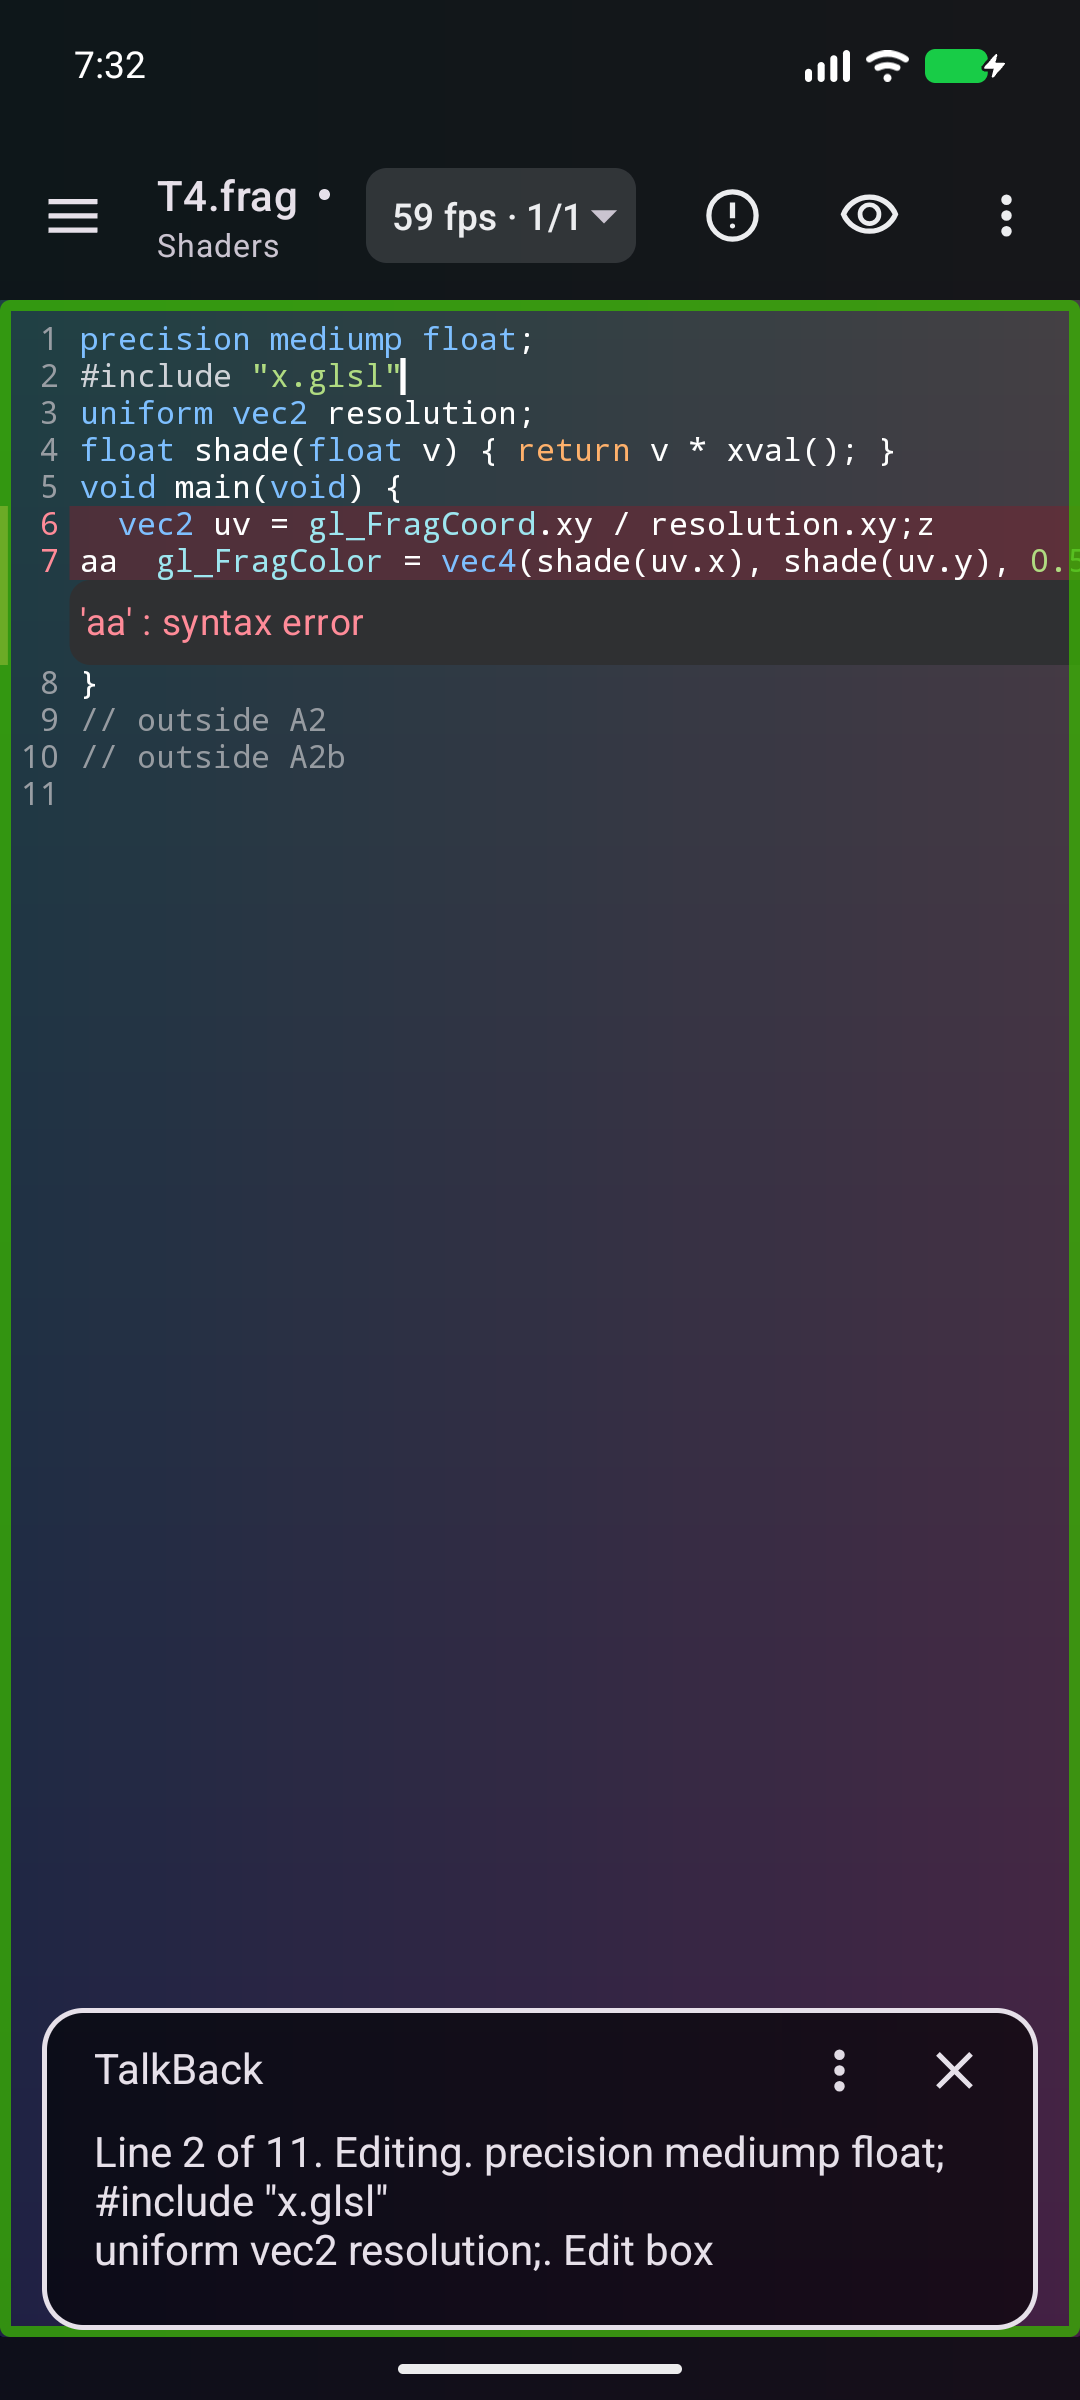 7:32
T4.frag •
Shaders
59 fps · 1/1
1 precision mediump float;
2 #include "x.glsl"
3 uniform vec2 resolution;
4 float shade(float v) { return v * xval(); }
5 void main(void) {
6   vec2 uv = gl_FragCoord.xy / resolution.xy;z
7 aa  gl_FragColor = vec4(shade(uv.x), shade(uv.y), 0.5
'aa' : syntax error
8 }
9 // outside A2
10 // outside A2b
11
TalkBack
Line 2 of 11. Editing. precision mediump float;
#include "x.glsl"
uniform vec2 resolution;. Edit box